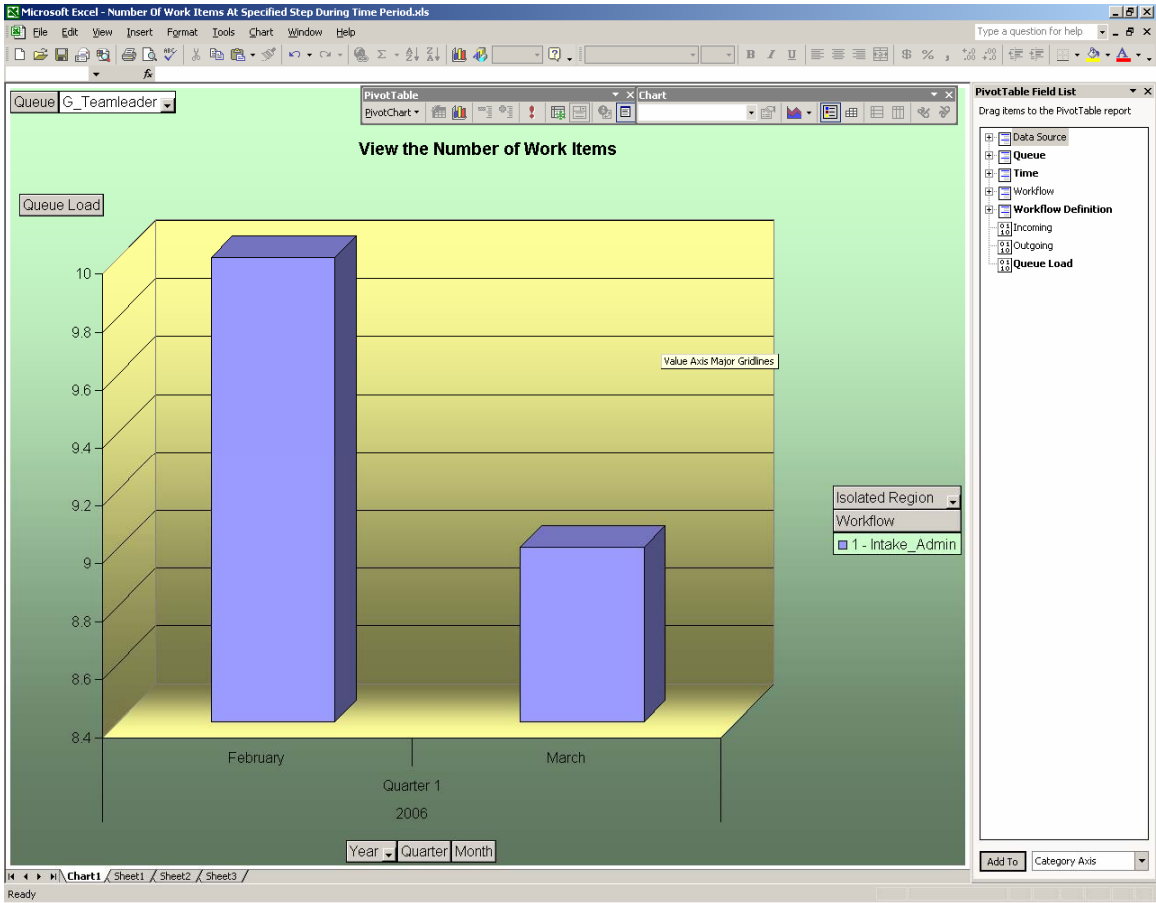 Microsoft Excel - Number Of Work Items At Specified Step During Time Period.xls
File Edit View Insert Format Tools Chart Window Help
Type a question for help
fx
Queue G_Teamleader
PivotTable
PivotChart
Chart
PivotTable Field List
Drag items to the PivotTable report
Data Source
Queue
Time
Workflow
Workflow Definition
Incoming
Outgoing
Queue Load
View the Number of Work Items
Queue Load
10
9.8
9.6
9.4
9.2
9
8.8
8.6
8.4
Value Axis Major Gridlines
Isolated Region
Workflow
1 - Intake_Admin
February March
Quarter 1
2006
Year Quarter Month
Add To Category Axis
Chart1 Sheet1 Sheet2 Sheet3
Ready